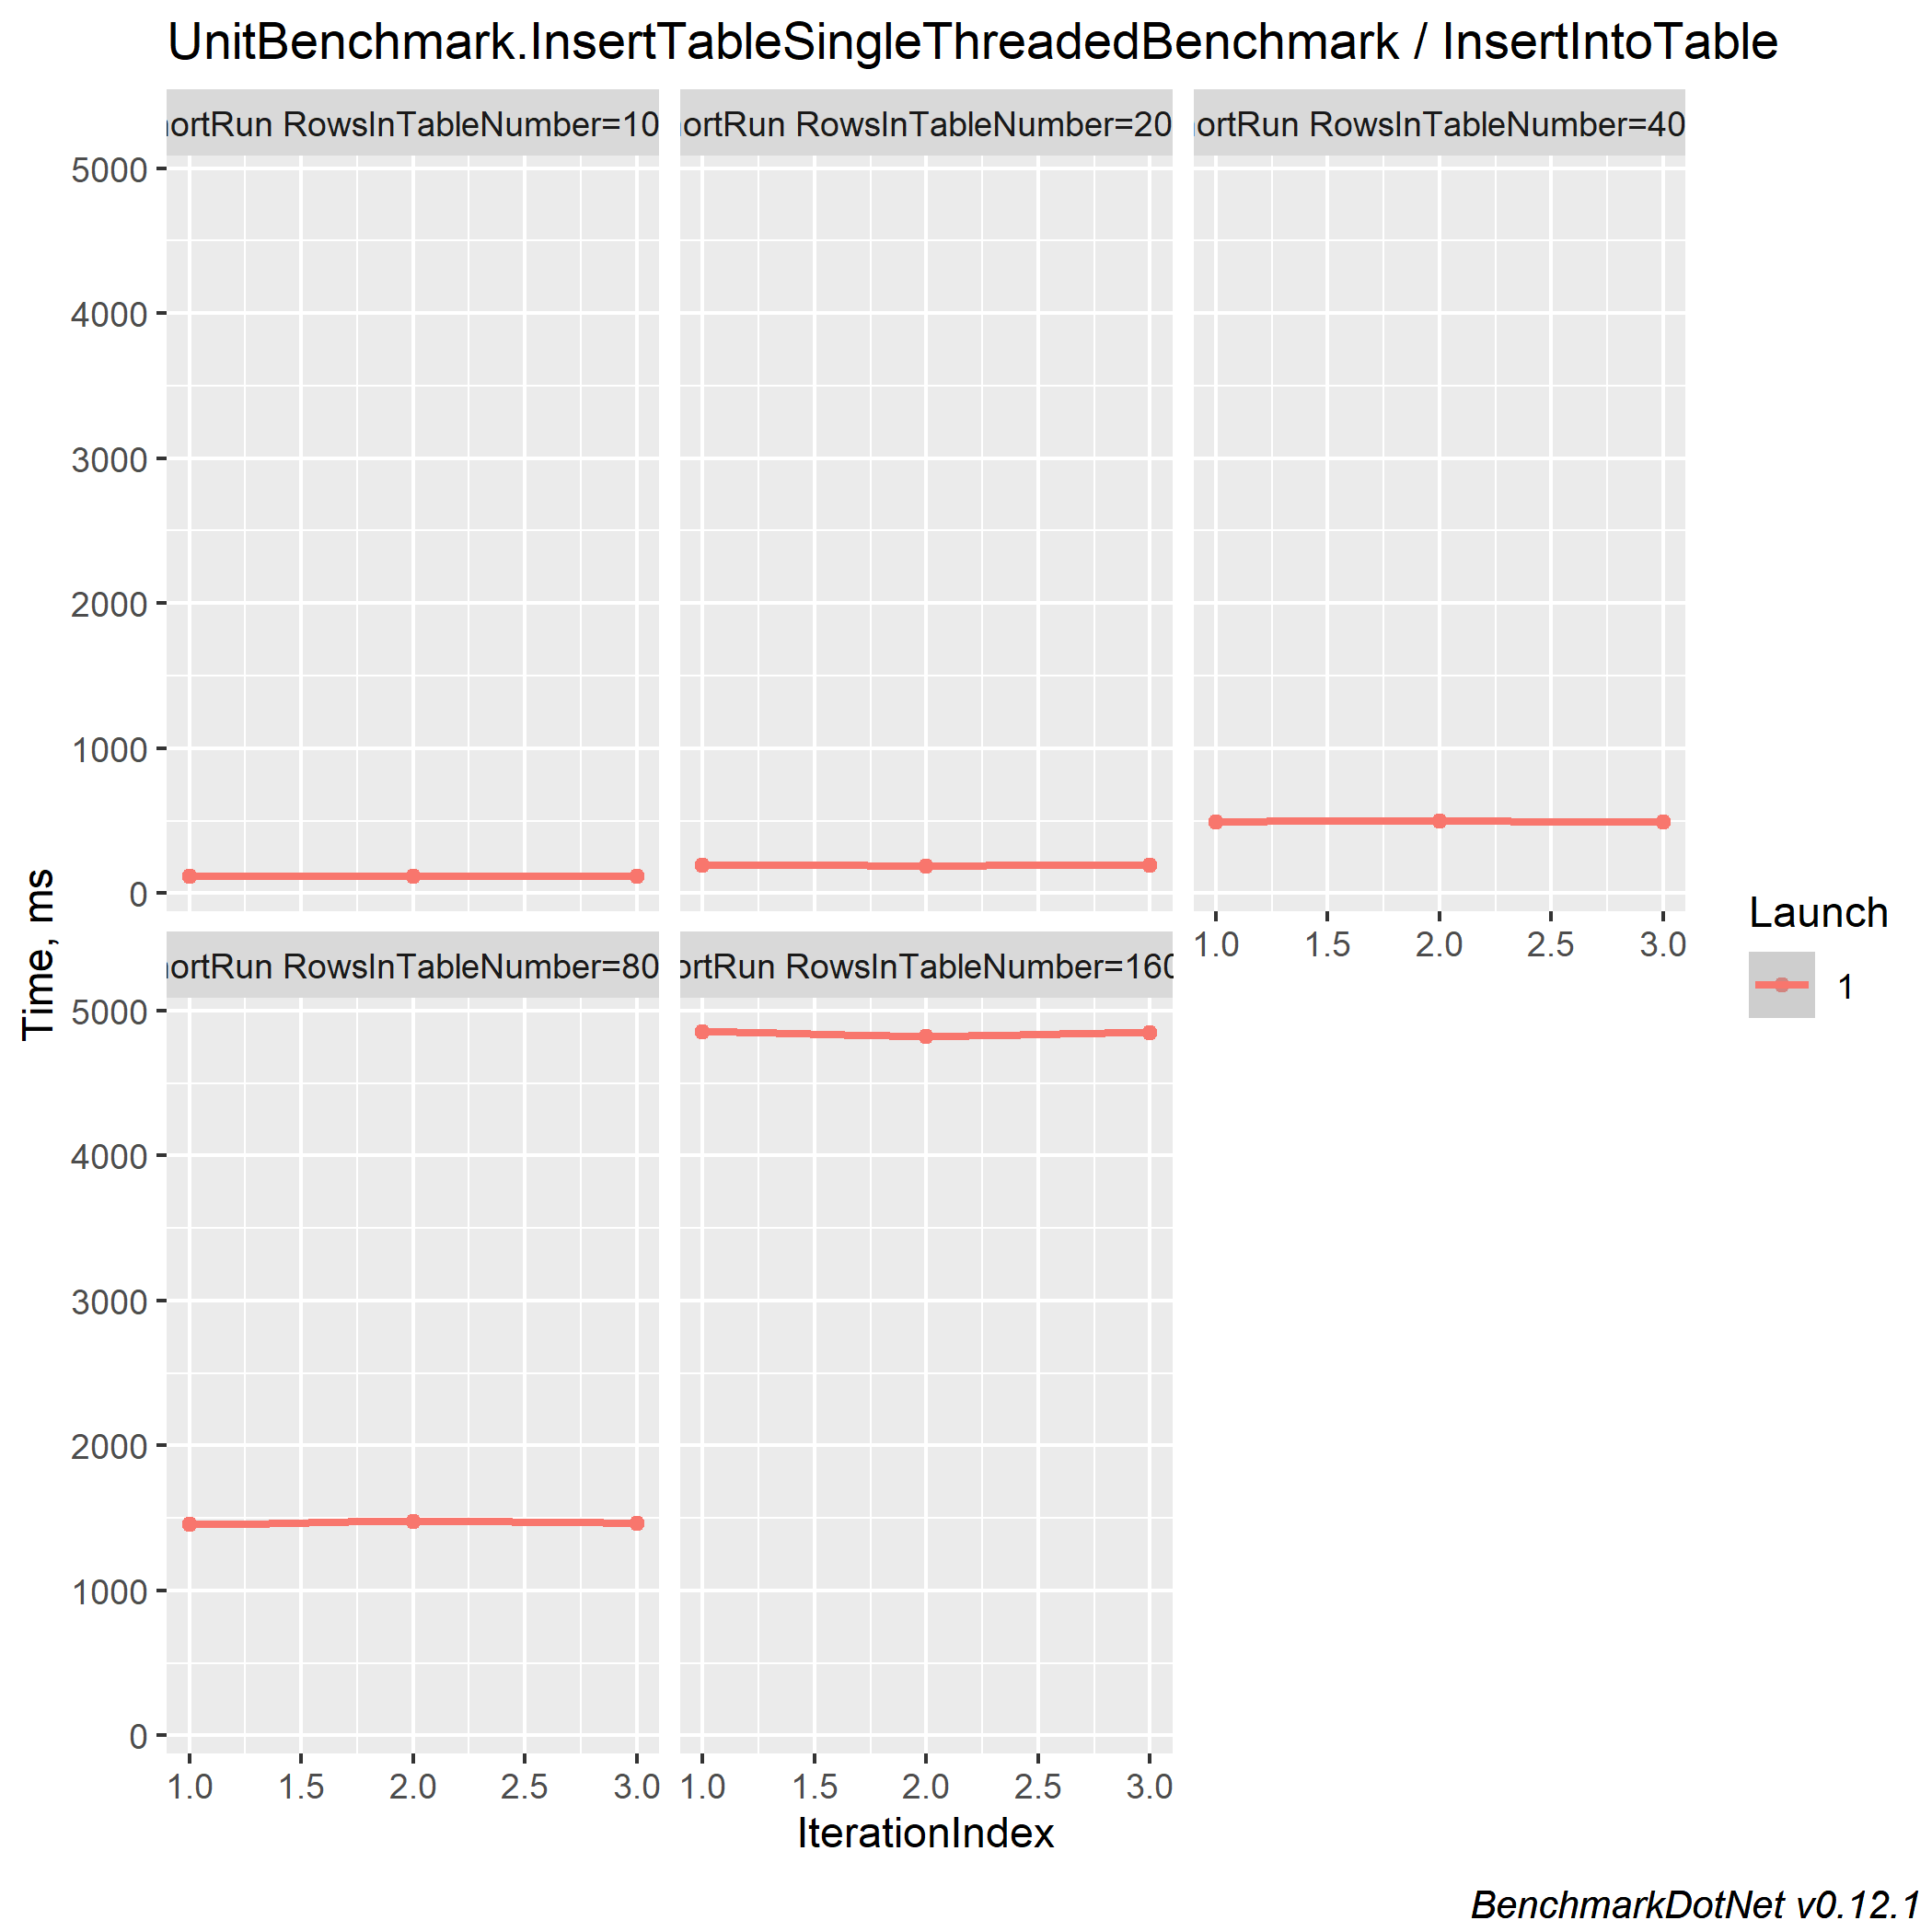 UnitBenchmark.InsertTableSingleThreadedBenchmark / InsertIntoTable
ortRun RowsInTableNumber=10
ortRun RowsInTableNumber=20
ortRun RowsInTableNumber=40
5000
4000
3000
2000
1000
0
1.0 1.5 2.0 2.5 3.0
ortRun RowsInTableNumber=80
ortRun RowsInTableNumber=160
5000
4000
3000
2000
1000
0
1.0 1.5 2.0 2.5 3.0
1.0 1.5 2.0 2.5 3.0
Time, ms
IterationIndex
Launch
1
BenchmarkDotNet v0.12.1